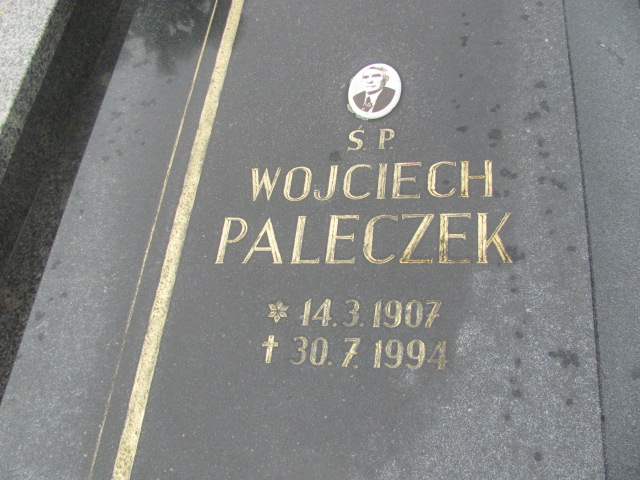 Ś. P.
WOJCIECH
PALECZEK
* 14.3.1907
✝ 30.7.1994